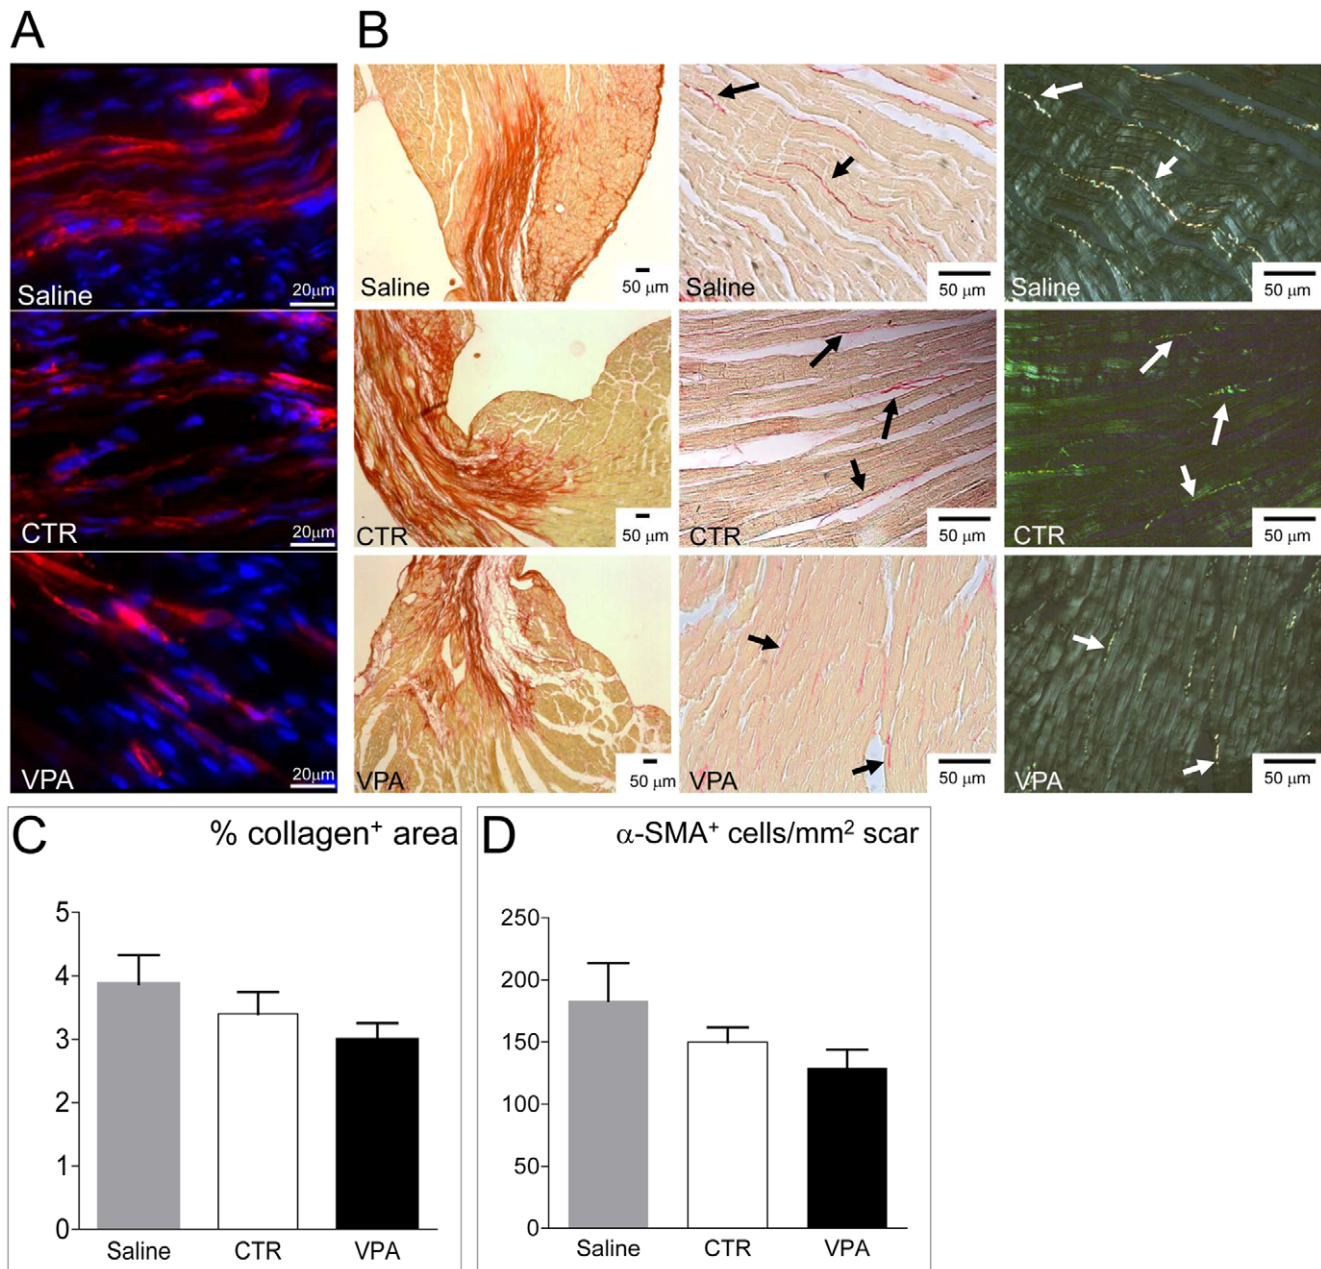 A
B
Saline
20μm
Saline
50 μm
Saline
50 μm
Saline
50 μm
CTR
20μm
CTR
50 μm
CTR
50 μm
CTR
50 μm
VPA
20μm
VPA
50 μm
VPA
50 μm
VPA
50 μm
C
% collagen⁺ area
5
4
3
2
1
0
Saline
CTR
VPA
D
α-SMA⁺ cells/mm² scar
250
200
150
100
50
0
Saline
CTR
VPA